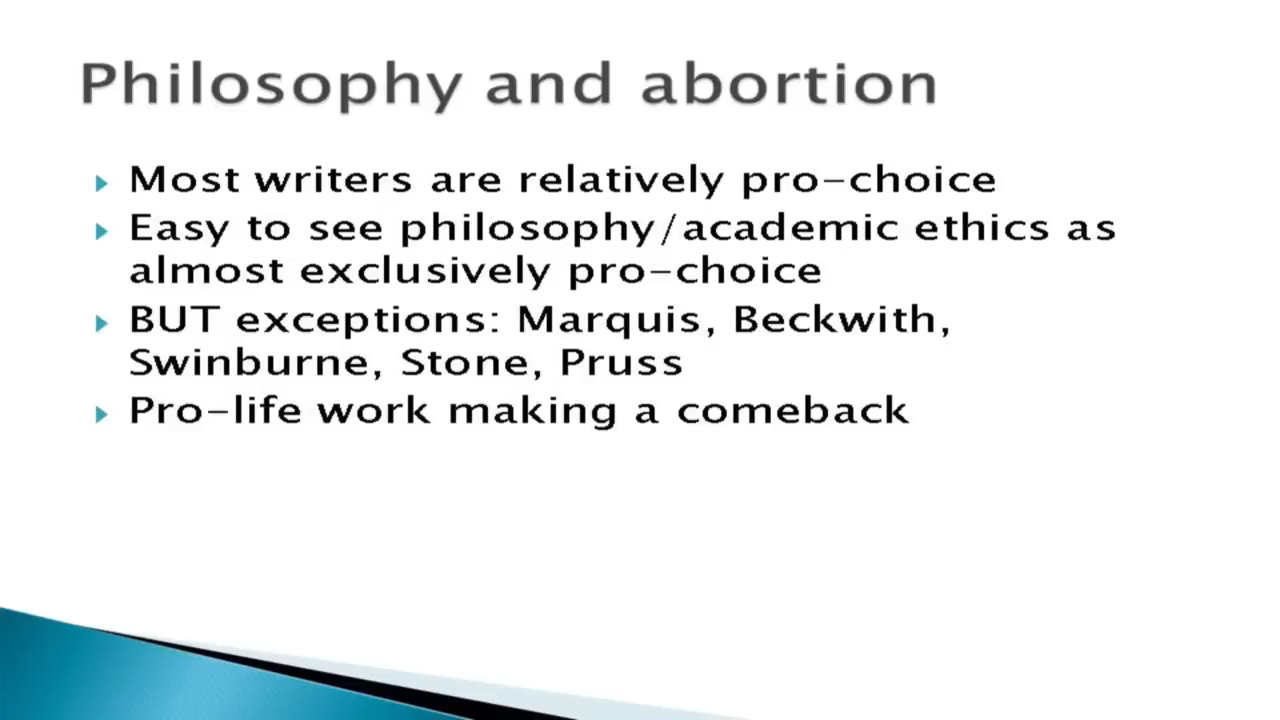 Philosophy and abortion
Most writers are relatively pro-choice
Easy to see philosophy/academic ethics as
almost exclusively pro-choice
BUT exceptions: Marquis, Beckwith,
Swinburne, Stone, Pruss
Pro-life work making a comeback